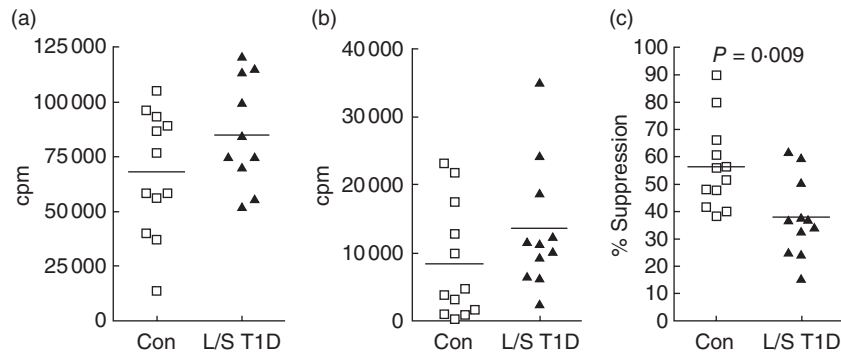 (a)
125 000
100 000
75 000
50 000
25 000
0
cpm
Con L/S T1D
(b)
40 000
30 000
20 000
10 000
0
cpm
Con L/S T1D
(c)
100
90
80
70
60
50
40
30
20
10
0
% Suppression
P = 0·009
Con L/S T1D